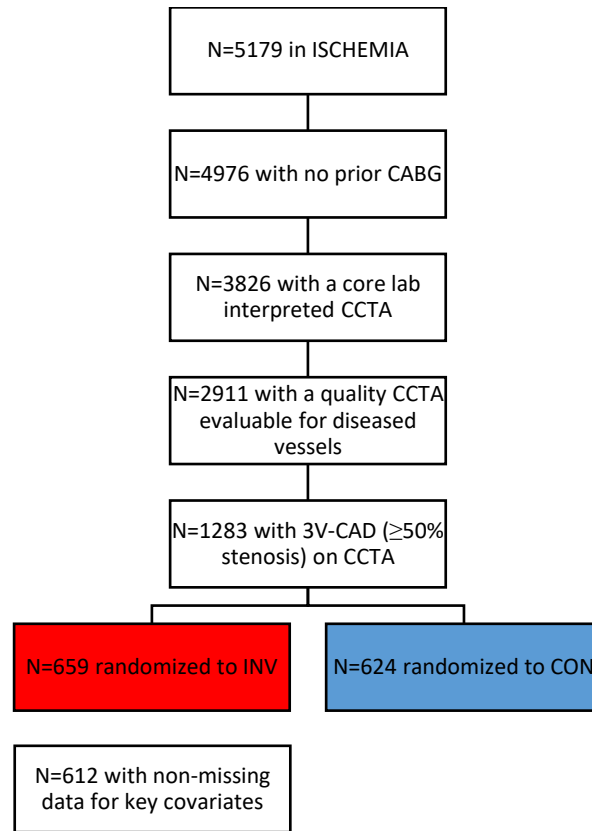 N=5179 in ISCHEMIA
N=4976 with no prior CABG
N=3826 with a core lab
interpreted CCTA
N=2911 with a quality CCTA
evaluable for diseased
vessels
N=1283 with 3V-CAD (≥50%
stenosis) on CCTA
N=659 randomized to INV
N=624 randomized to CON
N=612 with non-missing
data for key covariates